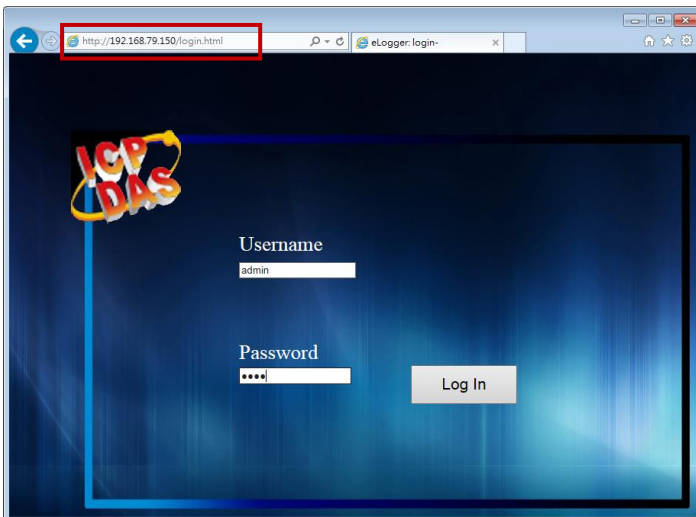 http://192.168.79.150/login.html
eLogger: login-
ICP
DAS
Username
admin
Password
Log In